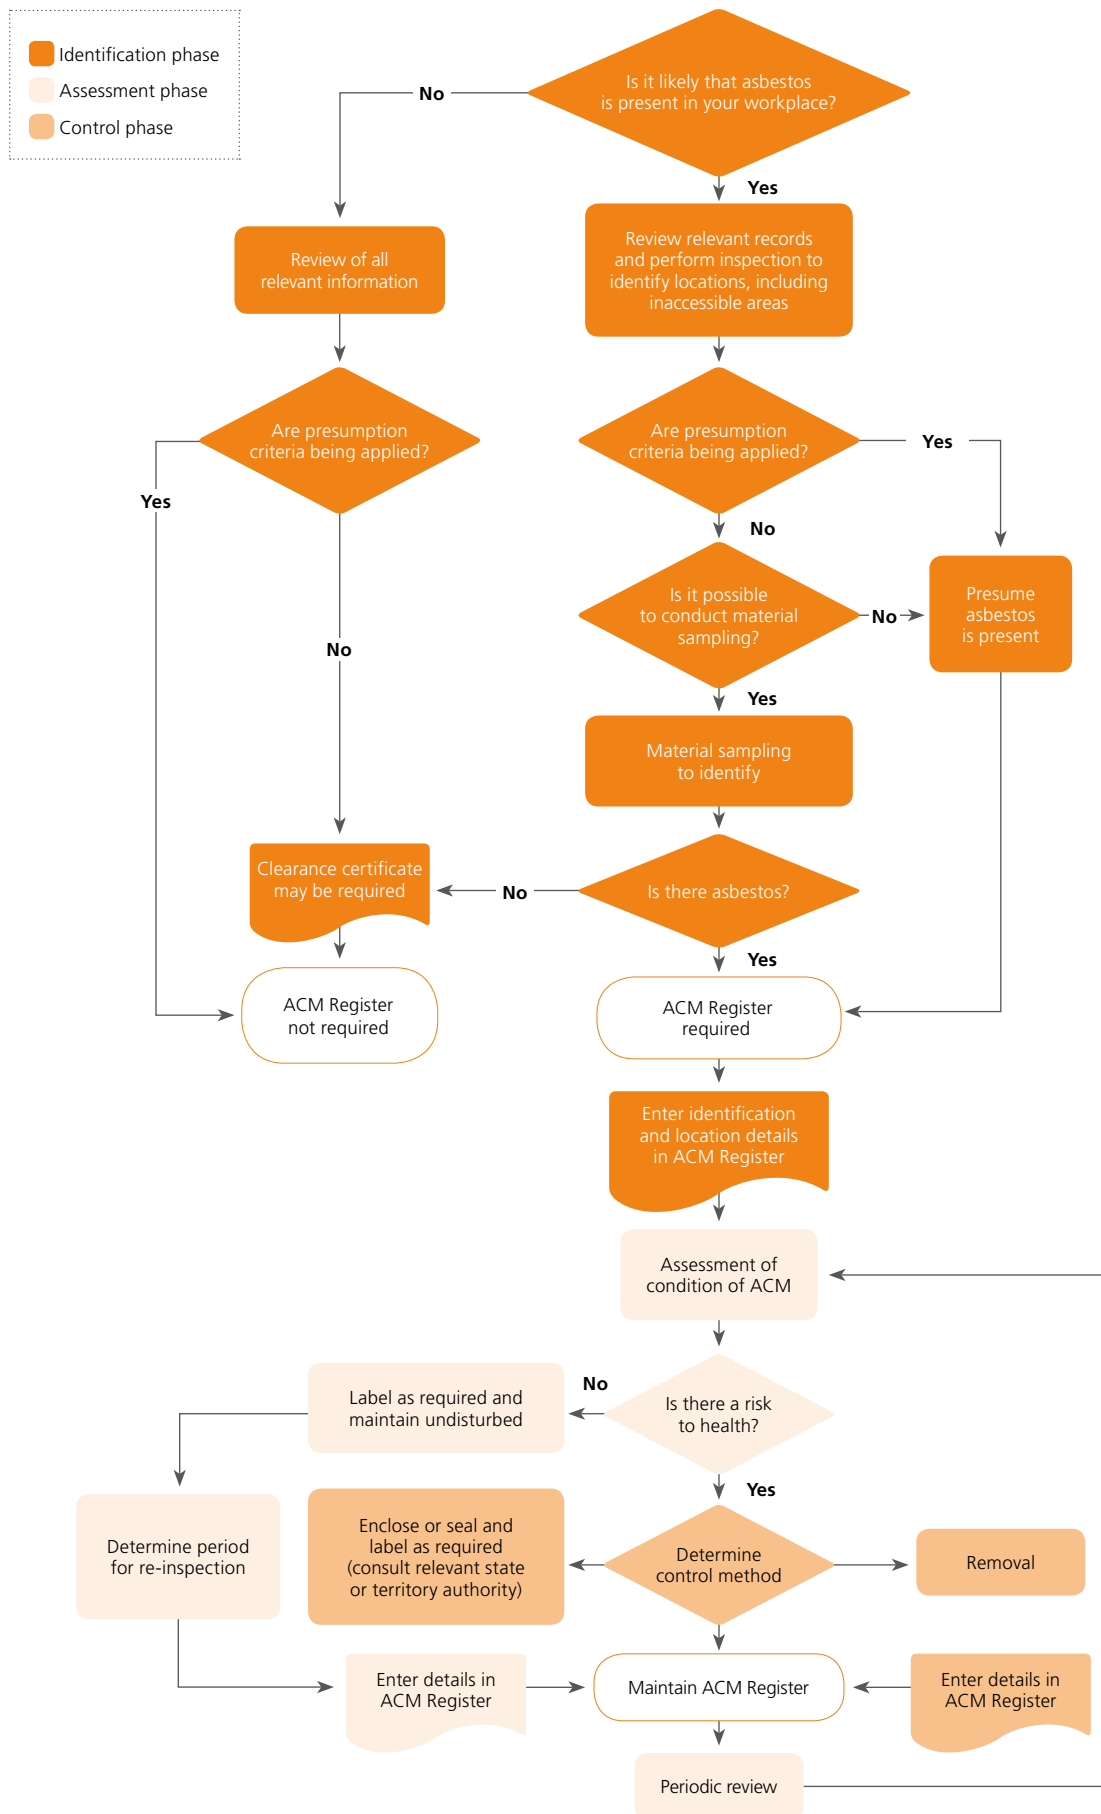 Identification phase
Assessment phase
Control phase
Is it likely that asbestos
is present in your workplace?
No
Yes
Review of all
relevant information
Review relevant records
and perform inspection to
identify locations, including
inaccessible areas
Are presumption
criteria being applied?
Are presumption
criteria being applied?
Yes
Yes
No
Is it possible
to conduct material
sampling?
No
Presume
asbestos
is present
No
Yes
Material sampling
to identify
Clearance certificate
may be required
No
Is there asbestos?
Yes
ACM Register
not required
ACM Register
required
Enter identification
and location details
in ACM Register
Assessment of
condition of ACM
Label as required and
maintain undisturbed
No
Is there a risk
to health?
Yes
Determine period
for re-inspection
Enclose or seal and
label as required
(consult relevant state
or territory authority)
Determine
control method
Removal
Enter details in
ACM Register
Maintain ACM Register
Enter details in
ACM Register
Periodic review